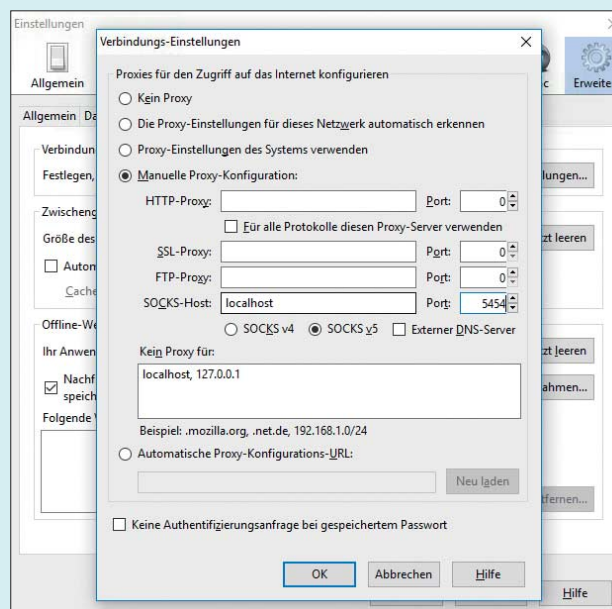 Einstellungen
Verbindungs-Einstellungen
Proxies für den Zugriff auf das Internet konfigurieren
Kein Proxy
Die Proxy-Einstellungen für dieses Netzwerk automatisch erkennen
Proxy-Einstellungen des Systems verwenden
Manuelle Proxy-Konfiguration:
HTTP-Proxy: Port: 0
Für alle Protokolle diesen Proxy-Server verwenden
SSL-Proxy: Port: 0
FTP-Proxy: Port: 0
SOCKS-Host: localhost Port: 5454
SOCKS v4 SOCKS v5 Externer DNS-Server
Kein Proxy für:
localhost, 127.0.0.1
Beispiel: .mozilla.org, .net.de, 192.168.1.0/24
Automatische Proxy-Konfigurations-URL:
Neu laden
Keine Authentifizierungsanfrage bei gespeichertem Passwort
OK Abbrechen Hilfe
Allgemein
Erweite
Allgemein Da
Verbindun
Festlegen, lungen...
Zwischeng
Größe des zt leeren
Autom
Cache
Offline-We
Ihr Anwen zt leeren
Nachf ahmen...
speich
Folgende
tfernen...
Hilfe